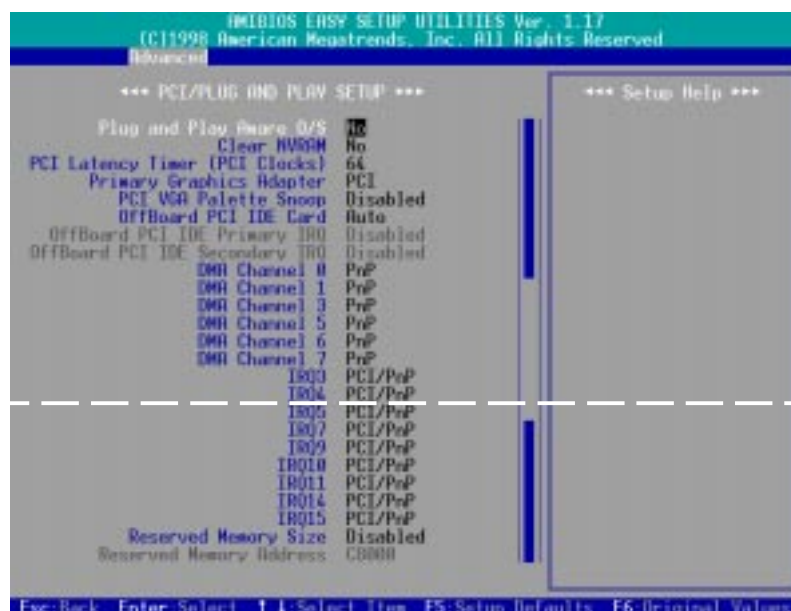 AMIBIOS EASY SETUP UTILITIES Ver. 1.17
(C)1998 American Megatrends, Inc. All Rights Reserved
Advanced
*** PCI/PLUG AND PLAY SETUP ***
*** Setup Help ***
Plug and Play Aware O/S No
Clear NVRAM No
PCI Latency Timer (PCI Clocks) 64
Primary Graphics Adapter PCI
PCI VGA Palette Snoop Disabled
OffBoard PCI IDE Card Auto
OffBoard PCI IDE Primary IRQ Disabled
OffBoard PCI IDE Secondary IRQ Disabled
DMA Channel 0 PnP
DMA Channel 1 PnP
DMA Channel 3 PnP
DMA Channel 5 PnP
DMA Channel 6 PnP
DMA Channel 7 PnP
IRQ3 PCI/PnP
IRQ4 PCI/PnP
IRQ5 PCI/PnP
IRQ7 PCI/PnP
IRQ9 PCI/PnP
IRQ10 PCI/PnP
IRQ11 PCI/PnP
IRQ14 PCI/PnP
IRQ15 PCI/PnP
Reserved Memory Size Disabled
Reserved Memory Address C8000
Esc:Back Enter:Select ↑↓:Select Item F5:Setup Defaults F6:Original Values